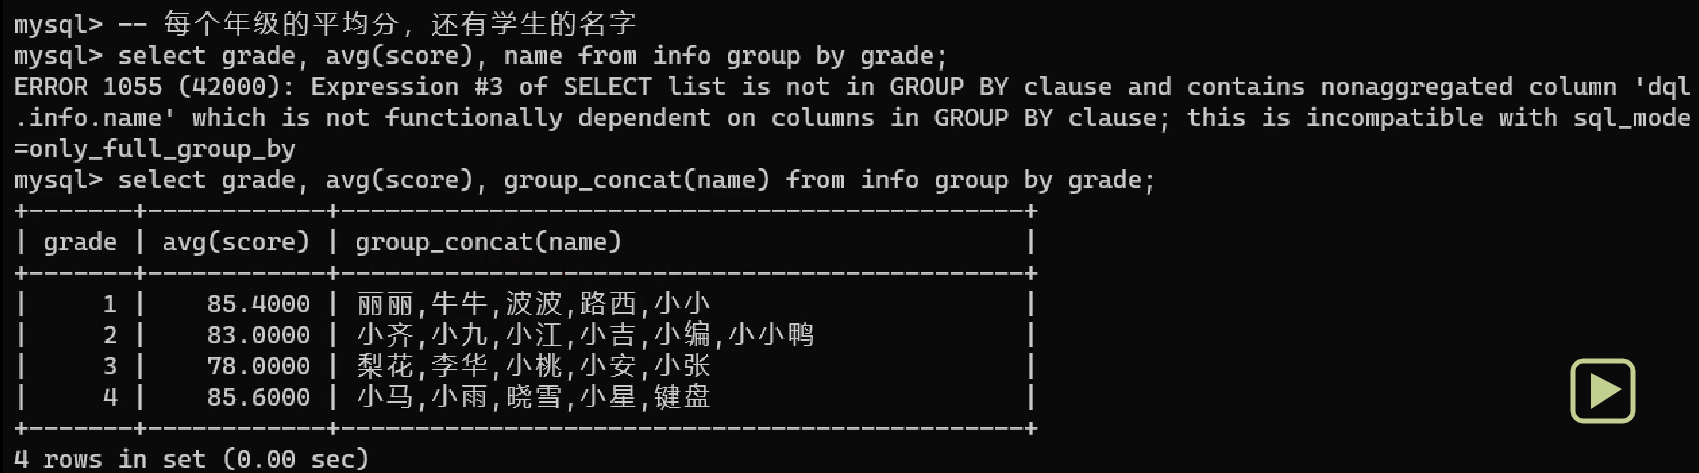 mysql> -- 每个年级的平均分，还有学生的名字
mysql> select grade, avg(score), name from info group by grade;
ERROR 1055 (42000): Expression #3 of SELECT list is not in GROUP BY clause and contains nonaggregated column 'dql
.info.name' which is not functionally dependent on columns in GROUP BY clause; this is incompatible with sql_mode
=only_full_group_by
mysql> select grade, avg(score), group_concat(name) from info group by grade;
+-------+------------+----------------------------------------------+
| grade | avg(score) | group_concat(name)                           |
+-------+------------+----------------------------------------------+
|     1 |    85.4000 | 丽丽,牛牛,波波,路西,小小                     |
|     2 |    83.0000 | 小齐,小九,小江,小吉,小编,小小鸭              |
|     3 |    78.0000 | 梨花,李华,小桃,小安,小张                     |
|     4 |    85.6000 | 小马,小雨,晓雪,小星,键盘                     |
+-------+------------+----------------------------------------------+
4 rows in set (0.00 sec)